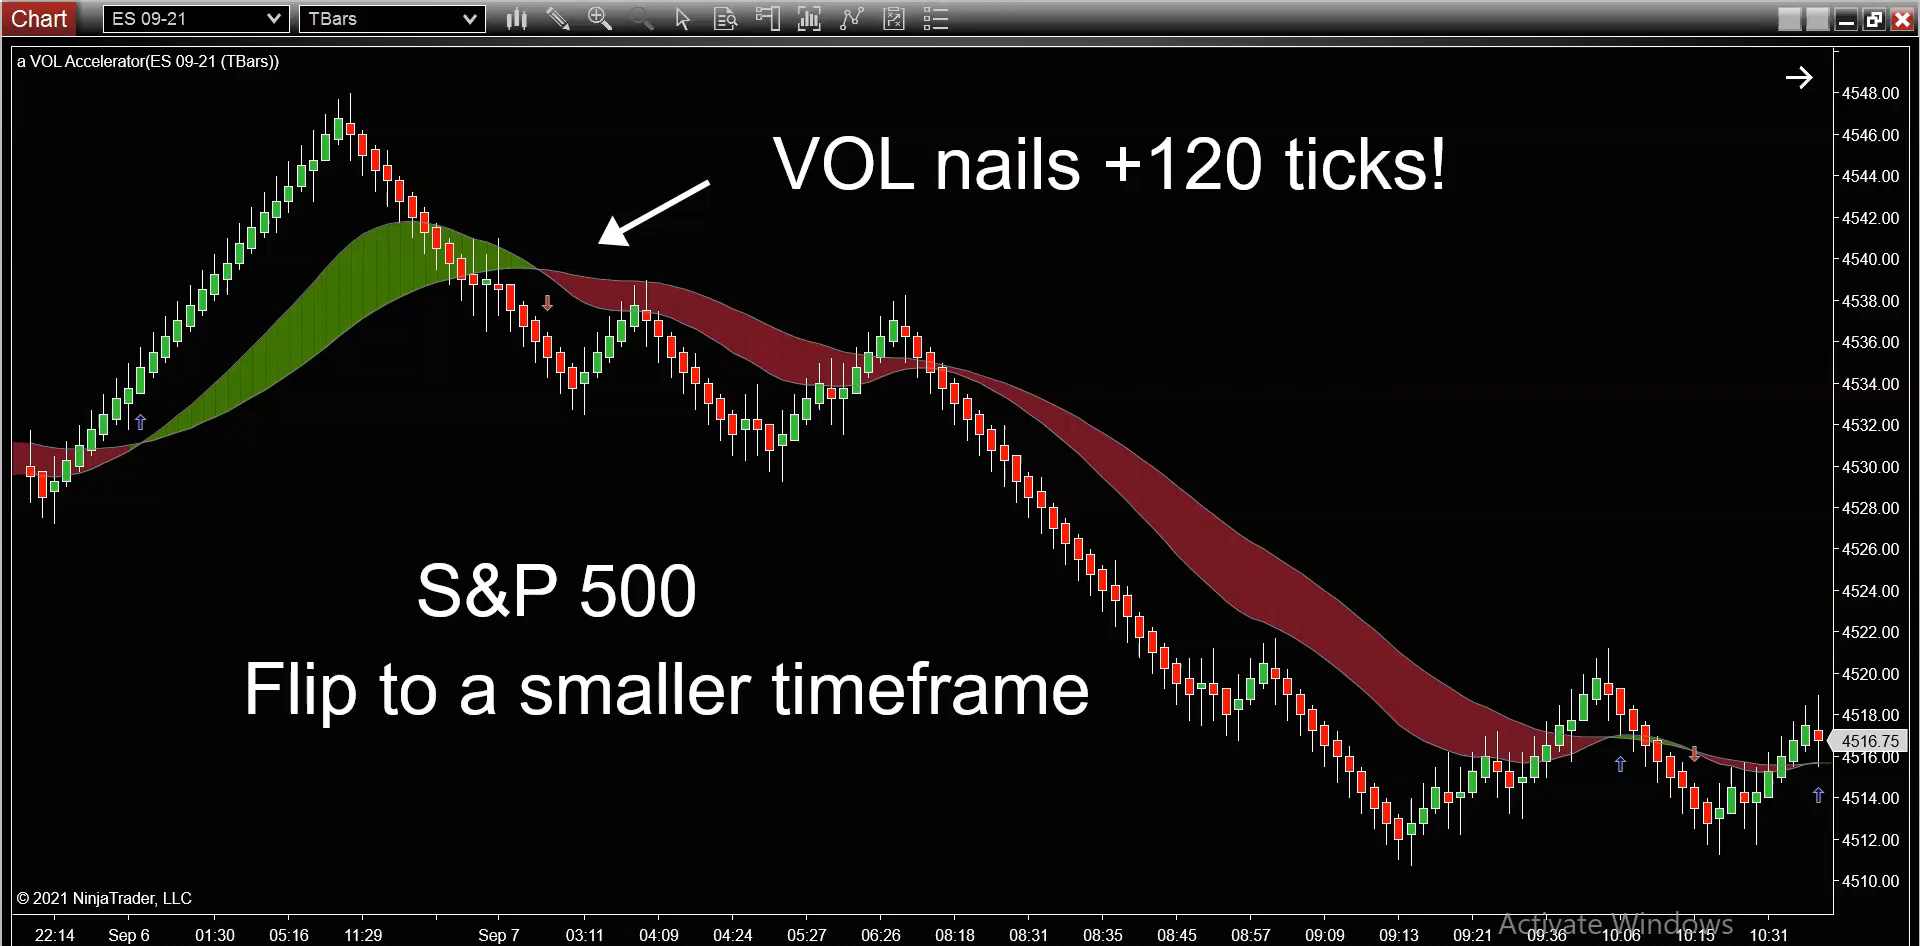 Chart ES 09-21 TBars
a VOL Accelerator(ES 09-21 (TBars))
VOL nails +120 ticks!
S&P 500
Flip to a smaller timeframe
4548.00
4546.00
4544.00
4542.00
4540.00
4538.00
4536.00
4534.00
4532.00
4530.00
4528.00
4526.00
4524.00
4522.00
4520.00
4518.00
4516.75
4516.00
4514.00
4512.00
4510.00
© 2021 NinjaTrader, LLC
Activate Windows
22:14 Sep 6 01:30 05:16 11:29 Sep 7 03:11 04:09 04:24 05:27 06:26 08:18 08:31 08:35 08:45 08:57 09:09 09:13 09:21 09:36 10:06 10:15 10:31